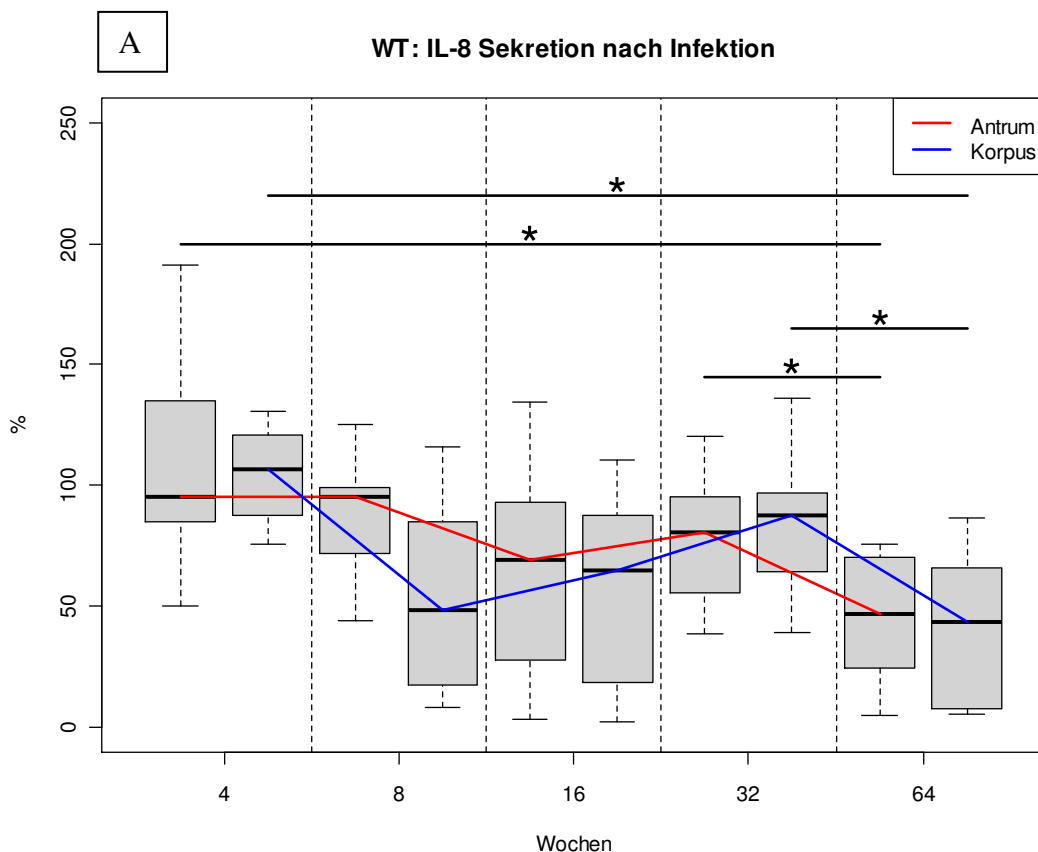 A
WT: IL-8 Sekretion nach Infektion
Antrum
Korpus
250
200
150
100
50
0
%
*
*
*
*
4 8 16 32 64
Wochen